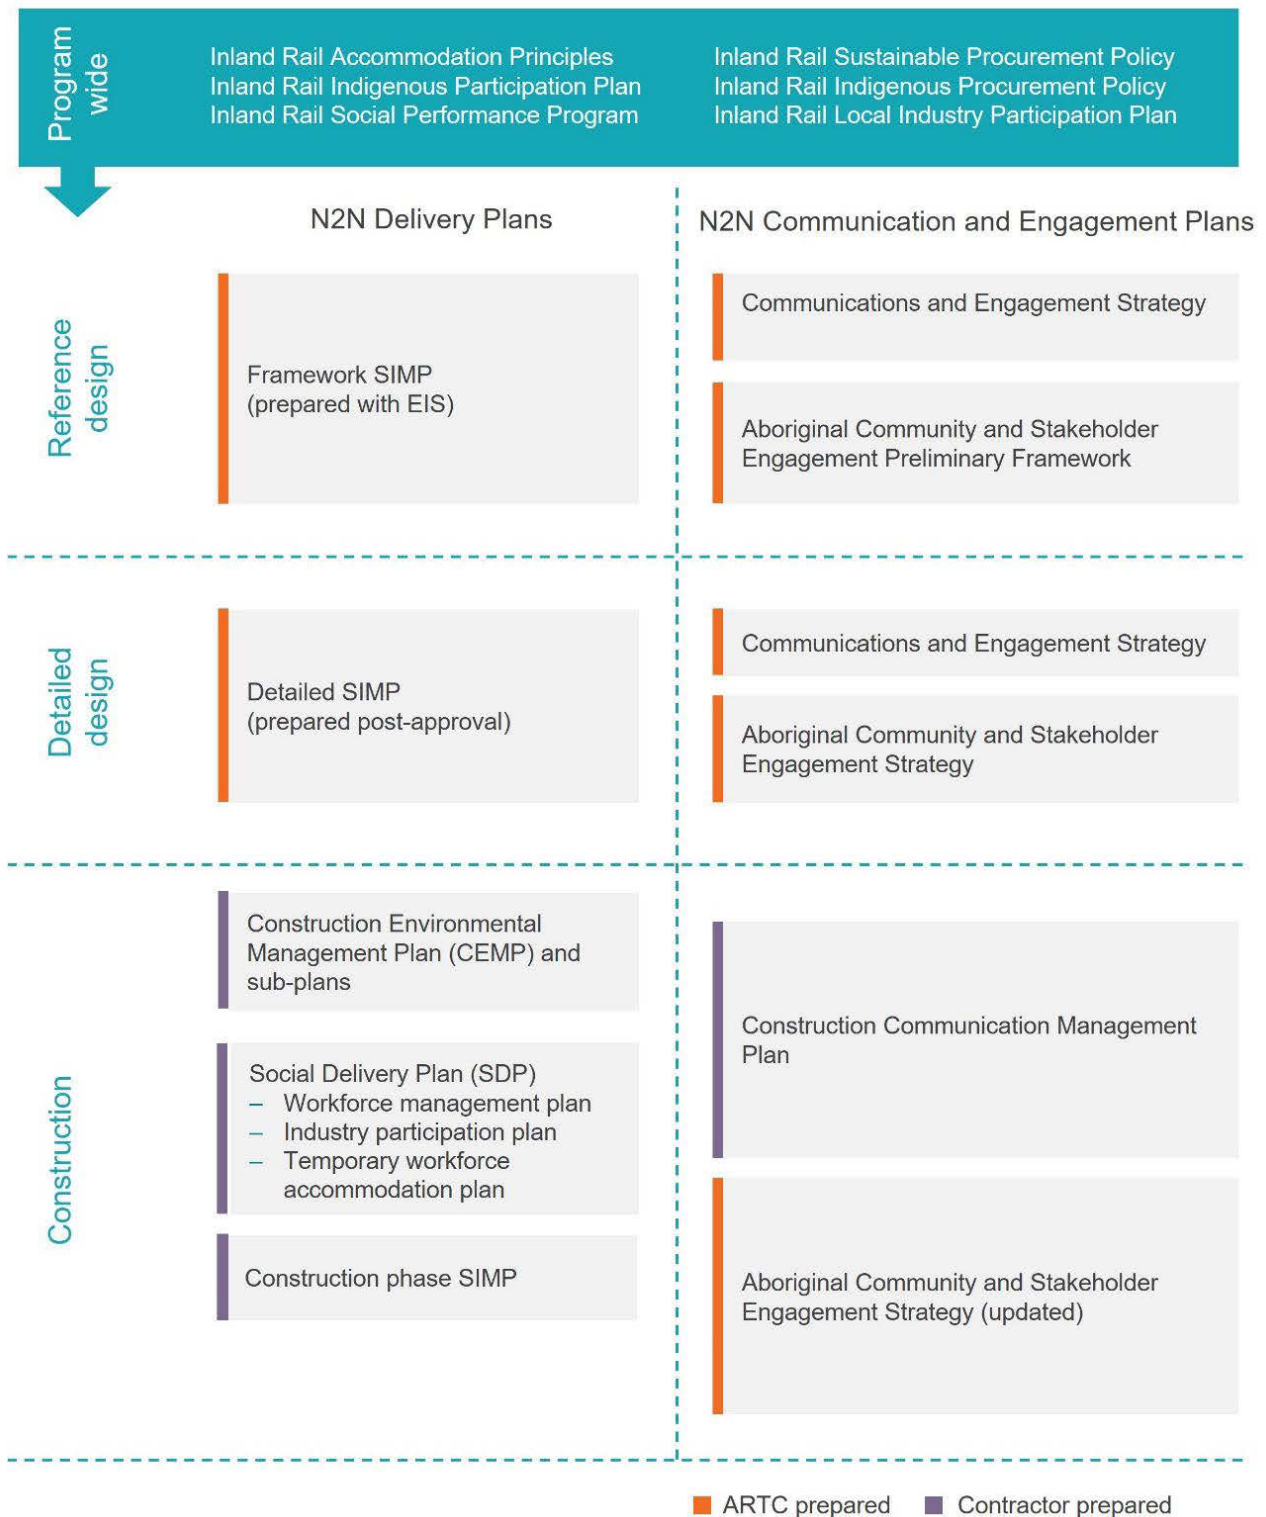 Program
wide
Inland Rail Accommodation Principles
Inland Rail Indigenous Participation Plan
Inland Rail Social Performance Program
Inland Rail Sustainable Procurement Policy
Inland Rail Indigenous Procurement Policy
Inland Rail Local Industry Participation Plan
N2N Delivery Plans
N2N Communication and Engagement Plans
Reference
design
Framework SIMP
(prepared with EIS)
Communications and Engagement Strategy
Aboriginal Community and Stakeholder
Engagement Preliminary Framework
Detailed
design
Detailed SIMP
(prepared post-approval)
Communications and Engagement Strategy
Aboriginal Community and Stakeholder
Engagement Strategy
Construction
Construction Environmental
Management Plan (CEMP) and
sub-plans
Social Delivery Plan (SDP)
– Workforce management plan
– Industry participation plan
– Temporary workforce
accommodation plan
Construction phase SIMP
Construction Communication Management
Plan
Aboriginal Community and Stakeholder
Engagement Strategy (updated)
ARTC prepared
Contractor prepared